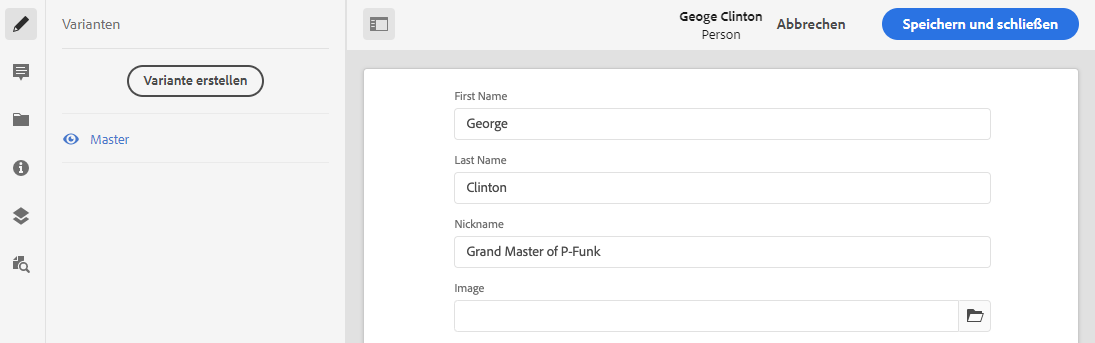 Varianten
Variante erstellen
Master
Geoge Clinton
Person
Abbrechen
Speichern und schließen
First Name
George
Last Name
Clinton
Nickname
Grand Master of P-Funk
Image